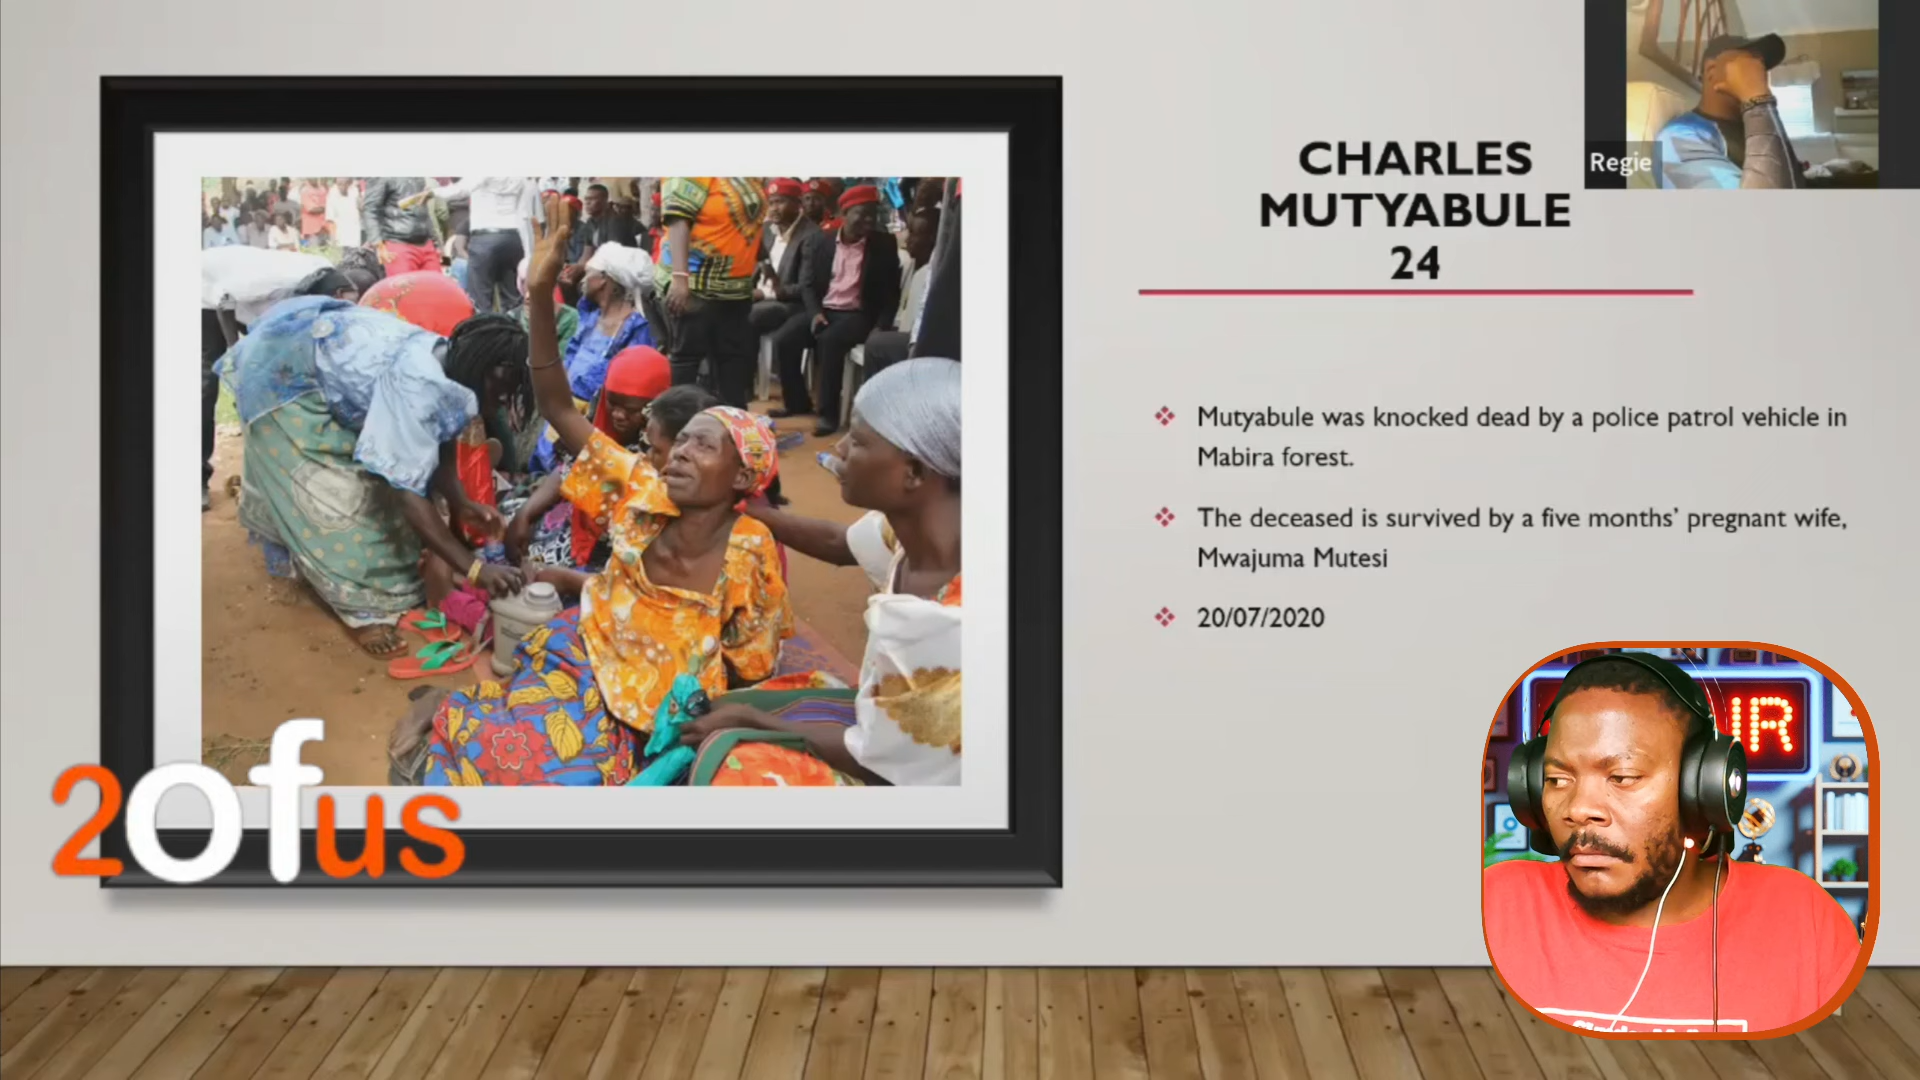 CHARLES
MUTYABULE
24
Regie
Mutyabule was knocked dead by a police patrol vehicle in
Mabira forest.
The deceased is survived by a five months’ pregnant wife,
Mwajuma Mutesi
20/07/2020
2Ofus